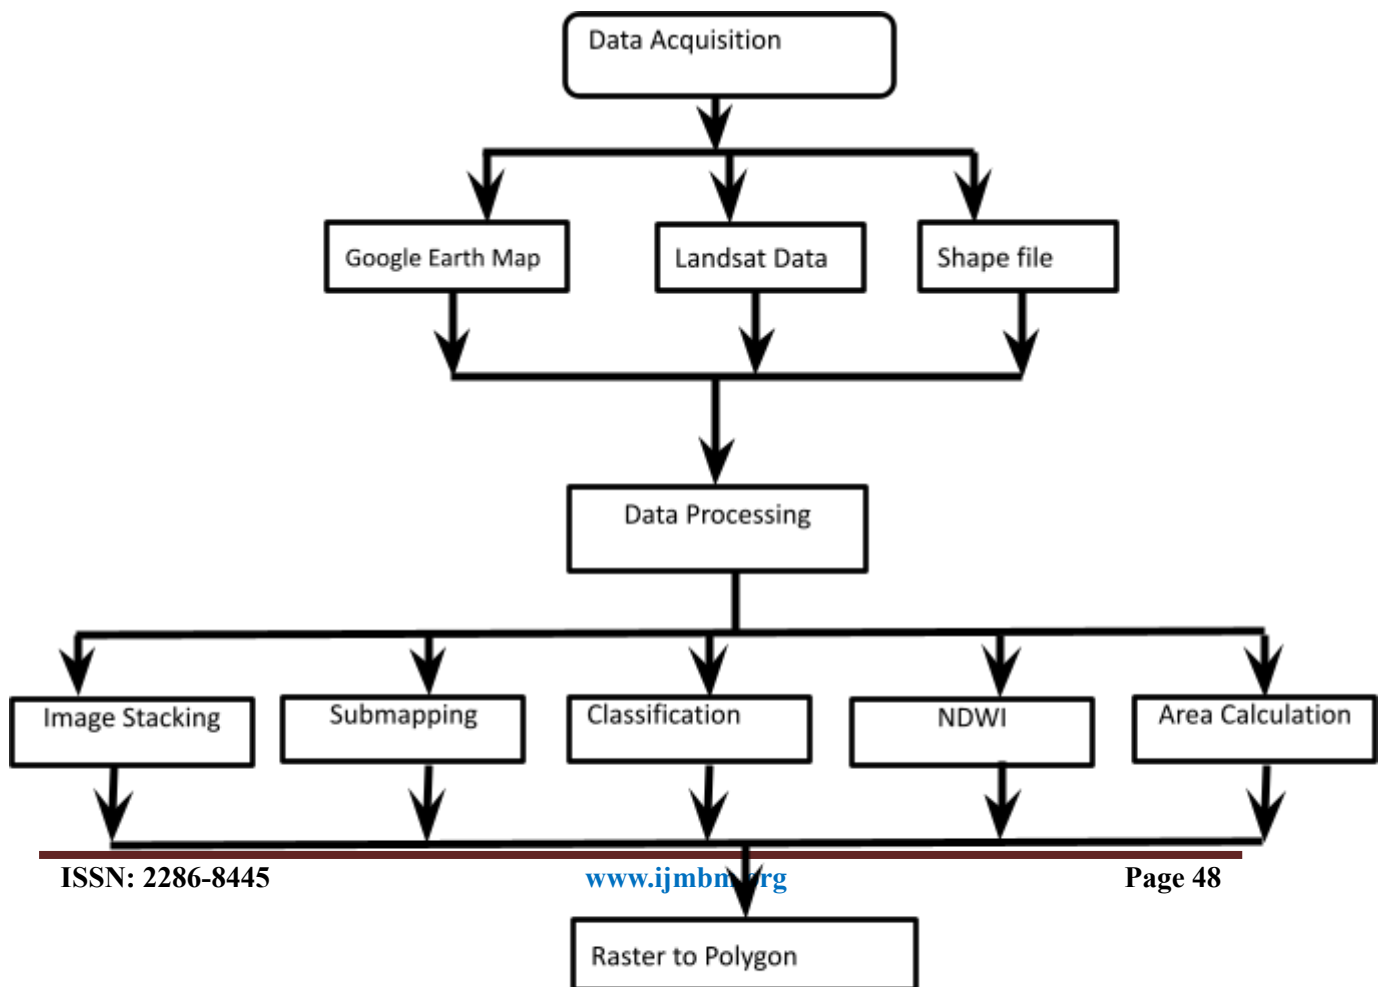 Data Acquisition
Google Earth Map
Landsat Data
Shape file
Data Processing
Image Stacking
Submapping
Classification
NDWI
Area Calculation
ISSN: 2286-8445
Page 48
Raster to Polygon